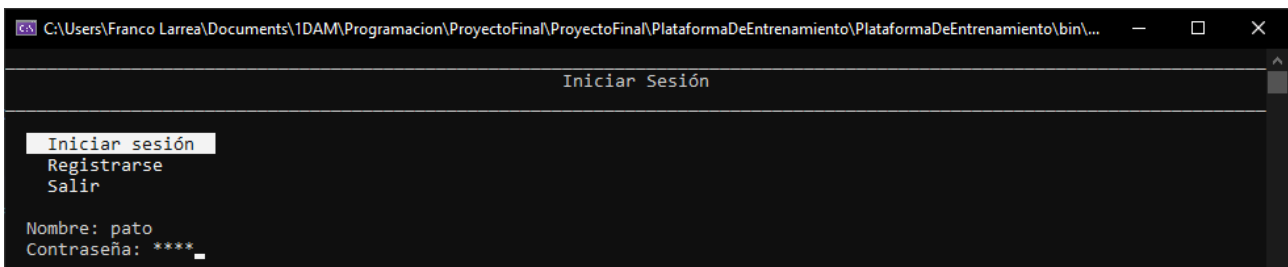 C:\Users\Franco Larrea\Documents\1DAM\Programacion\ProyectoFinal\ProyectoFinal\PlataformaDeEntrenamiento\PlataformaDeEntrenamiento\bin\...
Iniciar Sesión
Iniciar sesión
Registrarse
Salir
Nombre: pato
Contraseña: ****